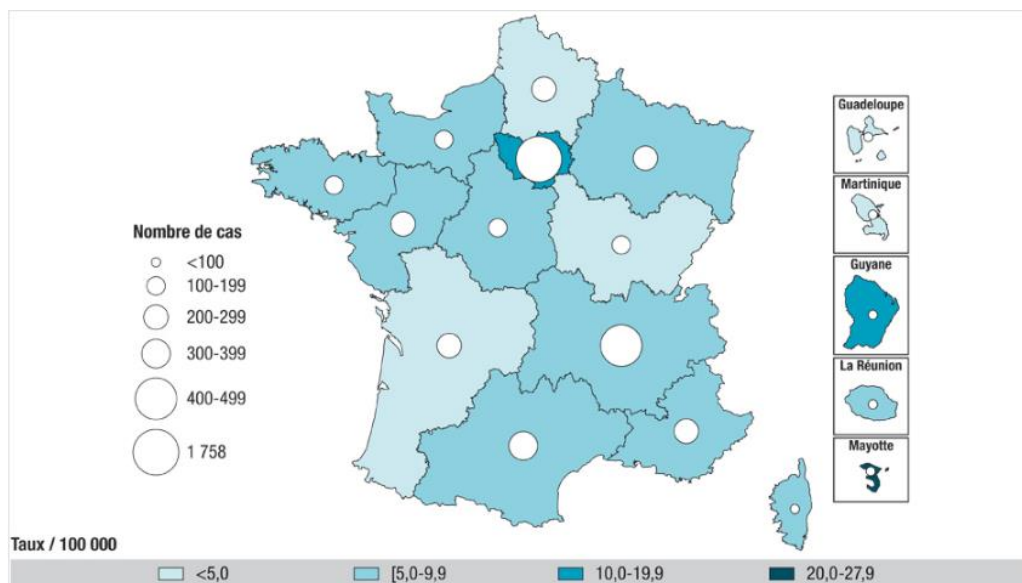 Guadeloupe
Martinique
Guyane
La Réunion
Mayotte
Nombre de cas
<100
100-199
200-299
300-399
400-499
1 758
Taux / 100 000
<5,0
[5,0-9,9
10,0-19,9
20,0-27,9